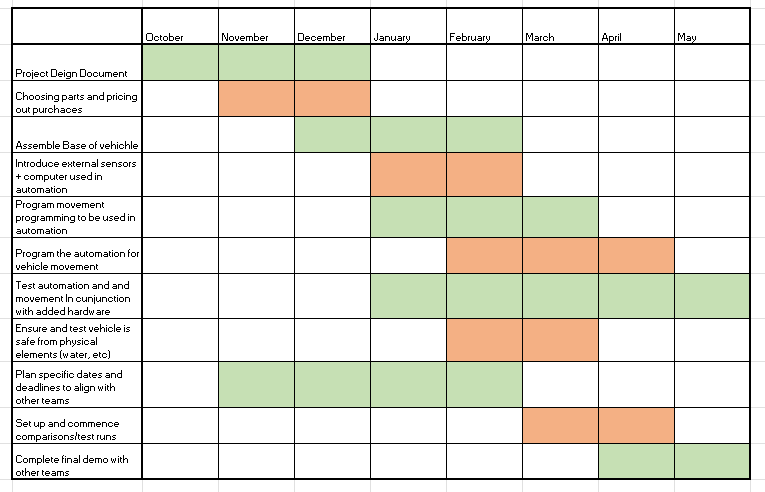 October November December January February March April May
Project Deign Document
Choosing parts and pricing
out purchaces
Assemble Base of vehichle
Introduce external sensors
+ computer used in
automation
Program movement
programming to be used in
automation
Program the automation for
vehicle movement
Test automation and and
movement In cunjunction
with added hardware
Ensure and test vehicle is
safe from physical
elements (water, etc)
Plan specific dates and
deadlines to align with
other teams
Set up and commence
comparisons/test runs
Complete final demo with
other teams